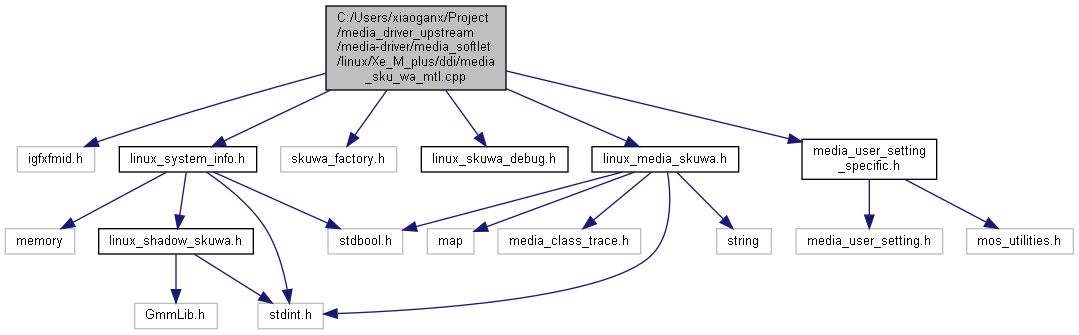 C:/Users/xiaoganx/Project
/media_driver_upstream
/media-driver/media_softlet
/linux/Xe_M_plus/ddi/media
_sku_wa_mtl.cpp
igfxfmid.h
linux_system_info.h
skuwa_factory.h
linux_skuwa_debug.h
linux_media_skuwa.h
media_user_setting
_specific.h
memory
linux_shadow_skuwa.h
stdbool.h
map
media_class_trace.h
string
media_user_setting.h
mos_utilities.h
GmmLib.h
stdint.h